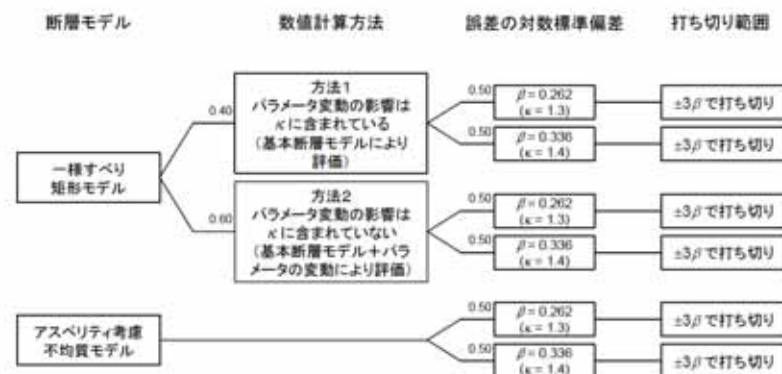 断層モデル
数値計算方法
誤差の対数標準偏差
打ち切り範囲
一様すべり
矩形モデル
0.40
方法1
パラメータ変動の影響は
κに含まれている
(基本断層モデルにより
評価)
0.50
β = 0.262
(κ = 1.3)
±3βで打ち切り
0.50
β = 0.336
(κ = 1.4)
±3βで打ち切り
0.60
方法2
パラメータ変動の影響は
κに含まれていない
(基本断層モデル+パラ
メータの変動により評価)
0.50
β = 0.262
(κ = 1.3)
±3βで打ち切り
0.50
β = 0.336
(κ = 1.4)
±3βで打ち切り
アスペリティ考慮
不均質モデル
0.50
β = 0.262
(κ = 1.3)
±3βで打ち切り
0.50
β = 0.336
(κ = 1.4)
±3βで打ち切り